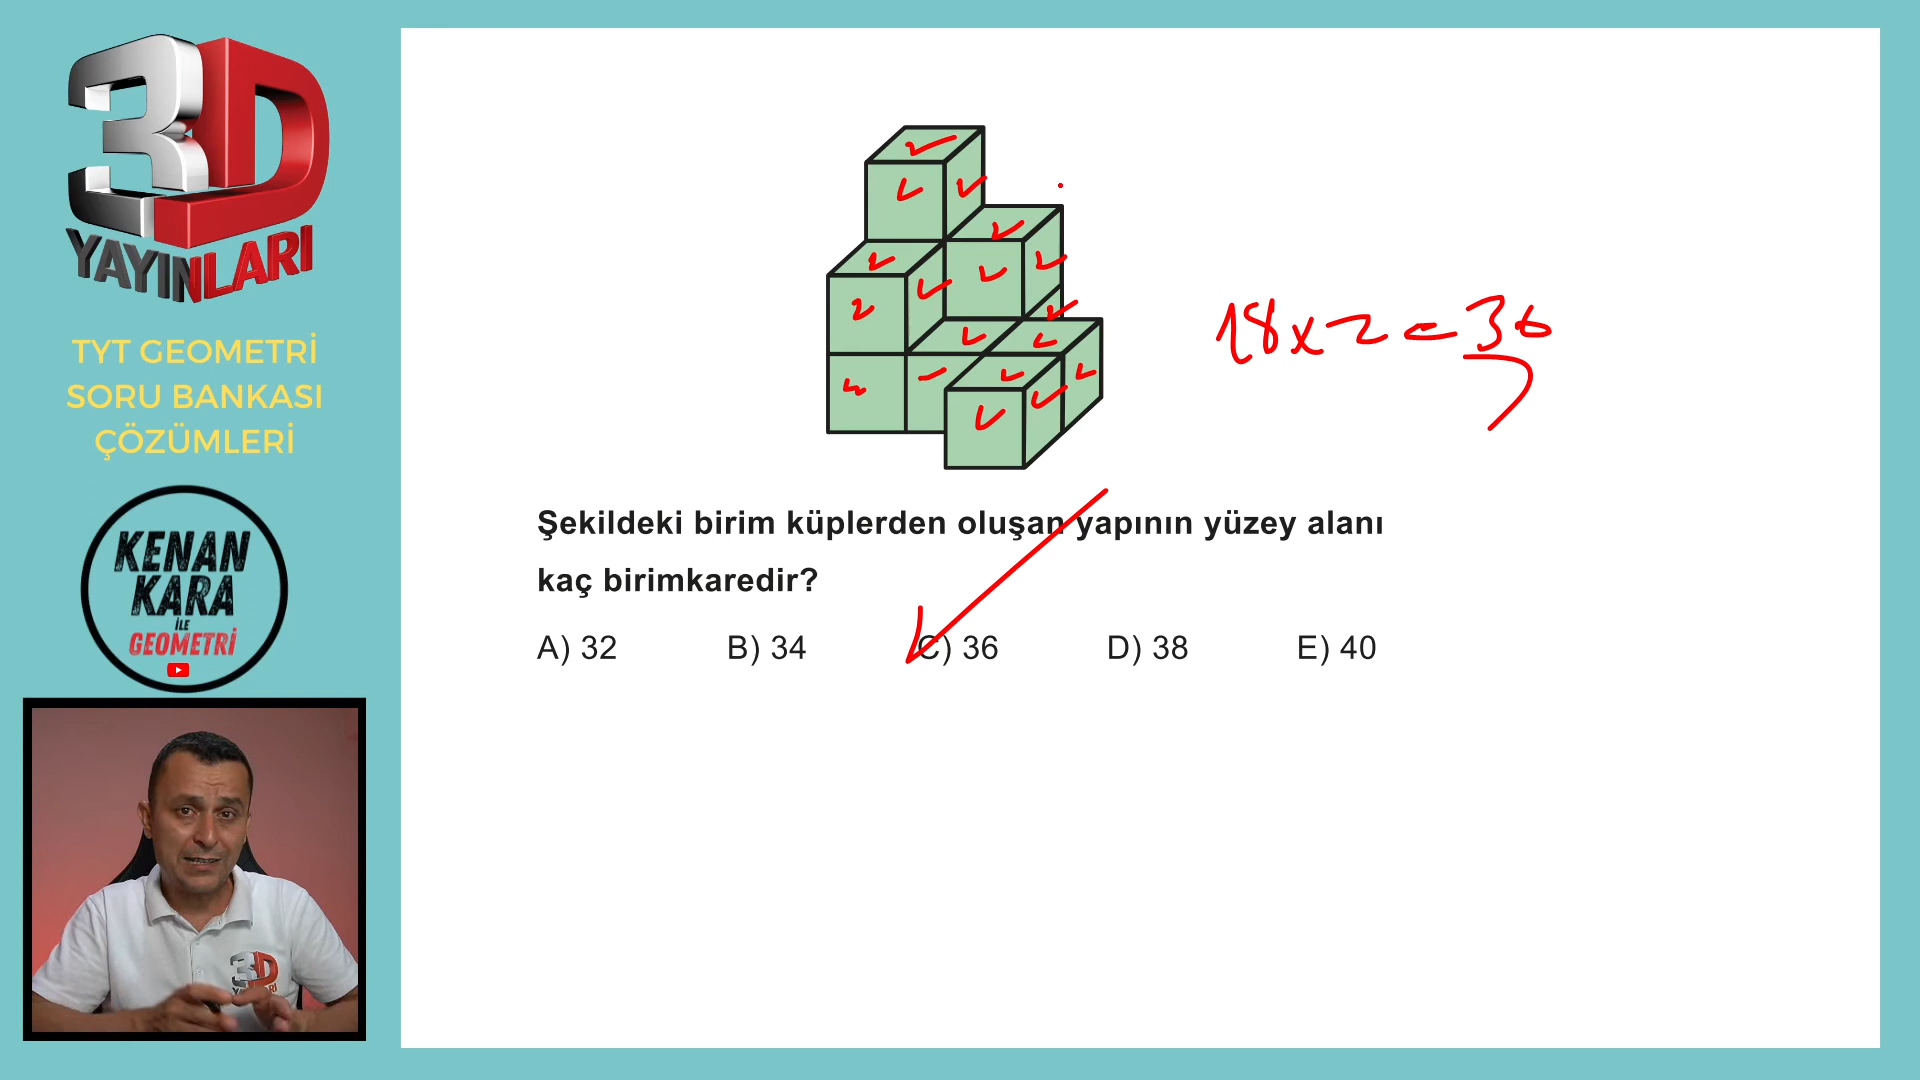 3D
YAYINLARI
TYT GEOMETRİ
SORU BANKASI
ÇÖZÜMLERİ
KENAN
KARA
İLE
GEOMETRİ
18x2=36
Şekildeki birim küplerden oluşan yapının yüzey alanı
kaç birimkaredir?
A) 32 B) 34 C) 36 D) 38 E) 40
3D